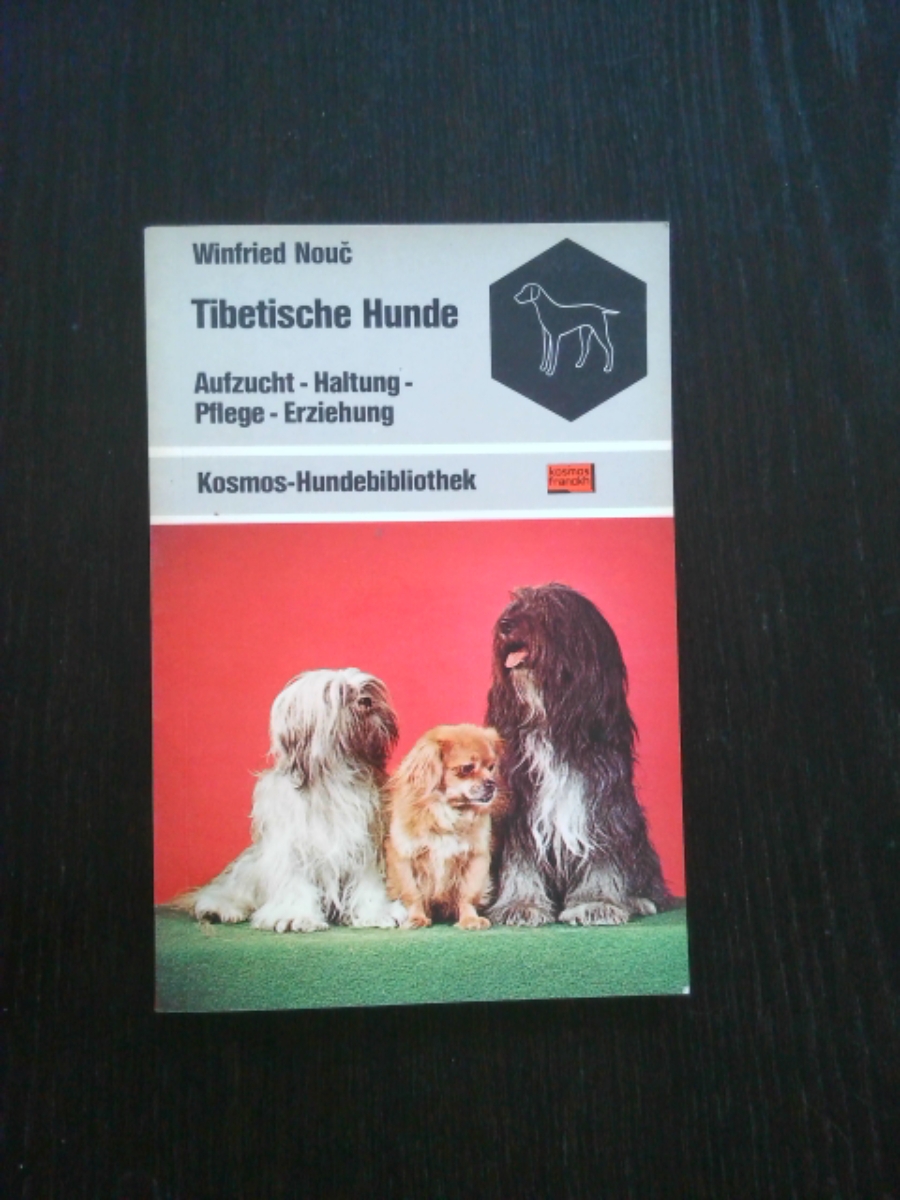 Winfried Nouč
Tibetische Hunde
Aufzucht - Haltung -
Pflege - Erziehung
Kosmos-Hundebibliothek
kosmos
franckh